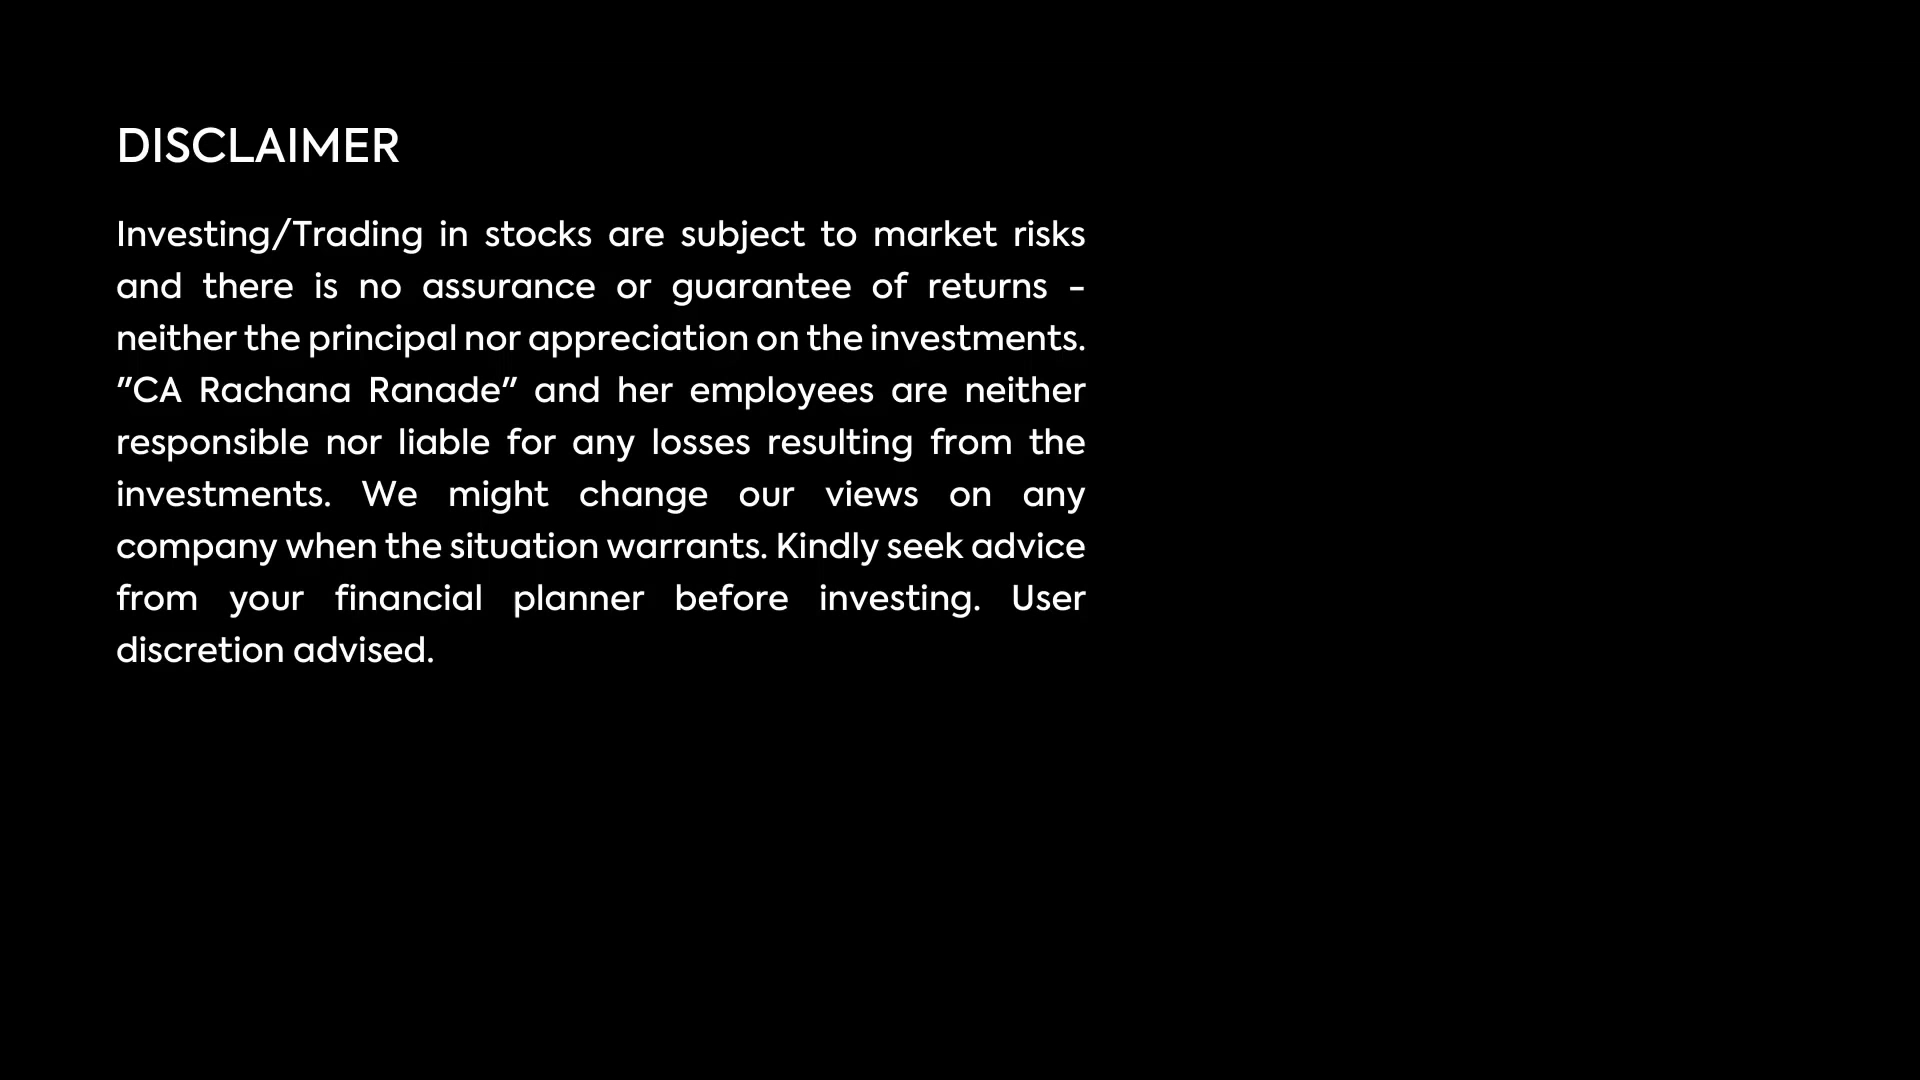 DISCLAIMER
Investing/Trading in stocks are subject to market risks
and there is no assurance or guarantee of returns -
neither the principal nor appreciation on the investments.
"CA Rachana Ranade" and her employees are neither
responsible nor liable for any losses resulting from the
investments. We might change our views on any
company when the situation warrants. Kindly seek advice
from your financial planner before investing. User
discretion advised.